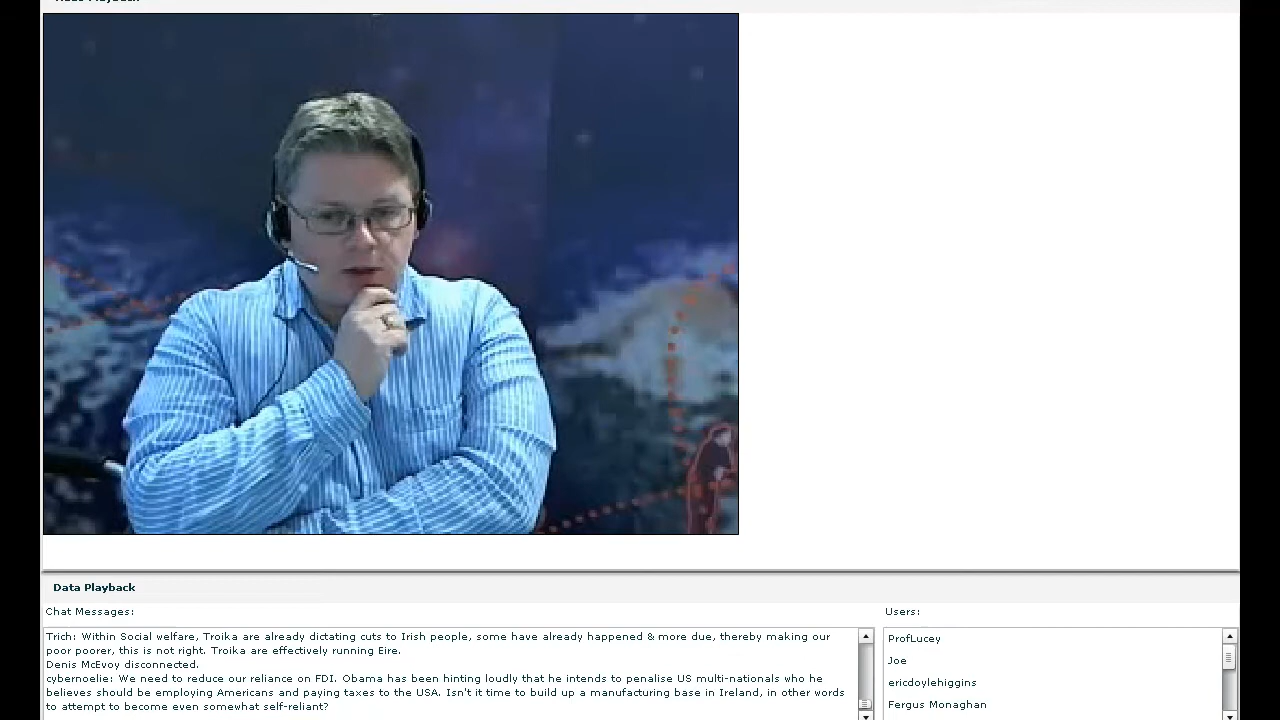 Data Playback
Chat Messages:
Users:
Trich: Within Social welfare, Troika are already dictating cuts to Irish people, some have already happened & more due, thereby making our
poor poorer, this is not right. Troika are effectively running Eire.
Denis McEvoy disconnected.
cybernoelie: We need to reduce our reliance on FDI. Obama has been hinting loudly that he intends to penalise US multi-nationals who he
believes should be employing Americans and paying taxes to the USA. Isn't it time to build up a manufacturing base in Ireland, in other words
to attempt to become even somewhat self-reliant?
ProfLucey
Joe
ericdoylehiggins
Fergus Monaghan